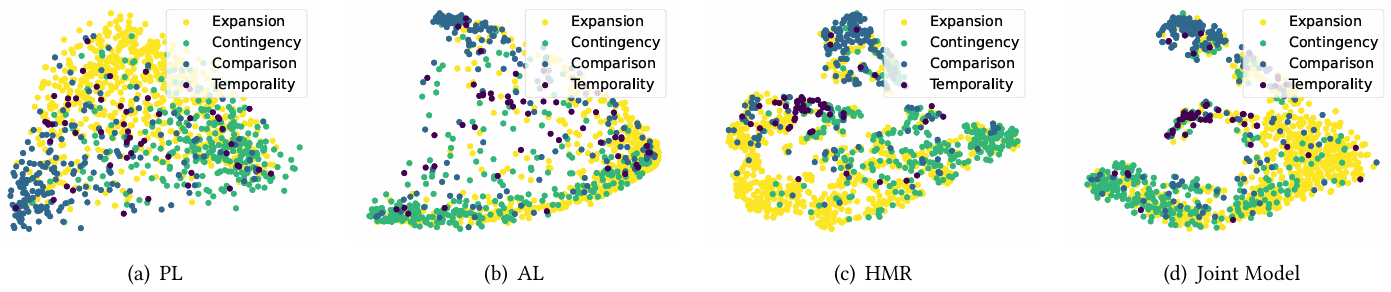 Expansion
Contingency
Comparison
Temporality
(a) PL
Expansion
Contingency
Comparison
Temporality
(b) AL
Expansion
Contingency
Comparison
Temporality
(c) HMR
Expansion
Contingency
Comparison
Temporality
(d) Joint Model